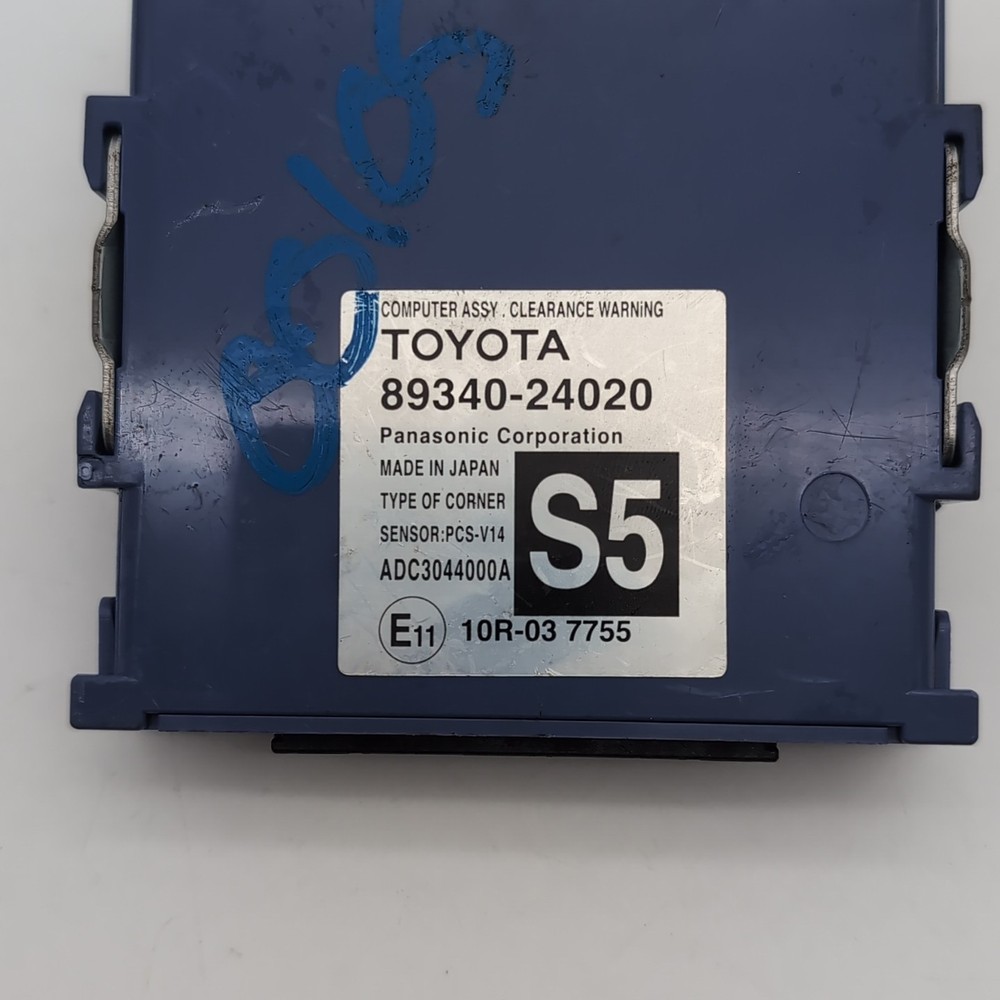 COMPUTER ASSY . CLEARANCE WARNiNG
TOYOTA
89340-24020
Panasonic Corporation
MADE IN JAPAN
TYPE OF CORNER
SENSOR:PCS-V14
ADC3044000A
S5
E11 10R-03 7755